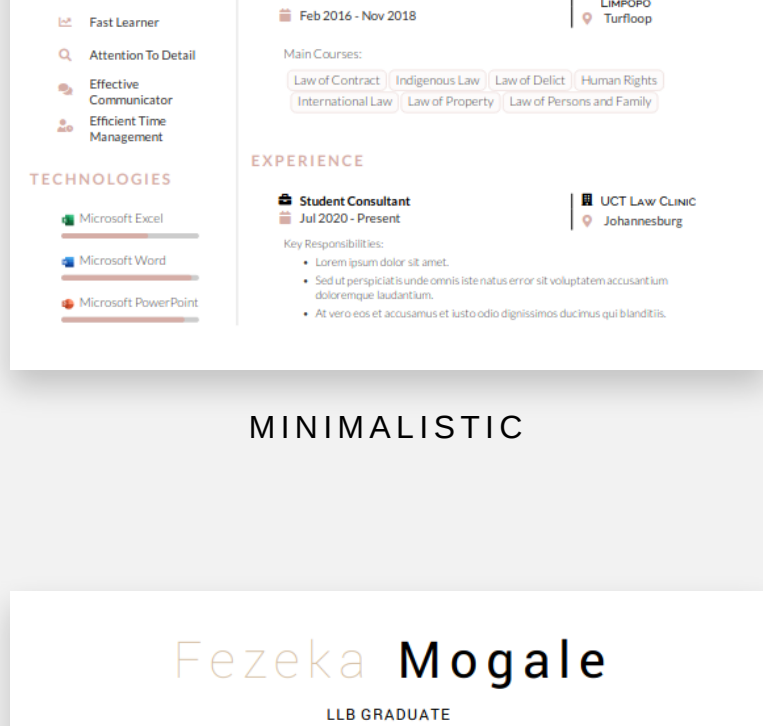 Fast Learner
Attention To Detail
Effective
Communicator
Efficient Time
Management
TECHNOLOGIES
Microsoft Excel
Microsoft Word
Microsoft PowerPoint
LIMPOPO
Feb 2016 - Nov 2018
Turfloop
Main Courses:
Law of Contract Indigenous Law Law of Delict Human Rights
International Law Law of Property Law of Persons and Family
EXPERIENCE
Student Consultant
UCT LAW CLINIC
Jul 2020 - Present
Johannesburg
Key Responsibilities:
• Lorem ipsum dolor sit amet.
• Sed ut perspiciatis unde omnis iste natus error sit voluptatem accusantium
doloremque laudantium.
• At vero eos et accusamus et iusto odio dignissimos ducimus qui blanditiis.
MINIMALISTIC
Fezeka Mogale
LLB GRADUATE